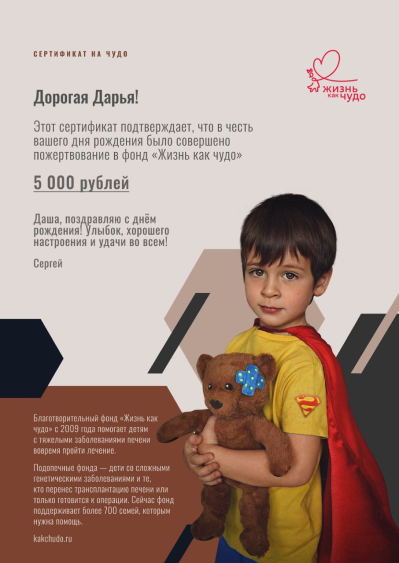 СЕРТИФИКАТ НА ЧУДО
ЖИЗНЬ
КАК ЧУДО
Дорогая Дарья!
Этот сертификат подтверждает, что в честь
вашего дня рождения было совершено
пожертвование в фонд «Жизнь как чудо»
5 000 рублей
Даша, поздравляю с днём
рождения! Улыбок, хорошего
настроения и удачи во всем!
Сергей
Благотворительный фонд «Жизнь как
чудо» с 2009 года помогает детям
с тяжелыми заболеваниями печени
вовремя пройти лечение.
Подопечные фонда — дети со сложными
генетическими заболеваниями и те,
кто перенес трансплантацию печени или
только готовится к операции. Сейчас фонд
поддерживает более 700 семей, которым
нужна помощь.
kakchudo.ru